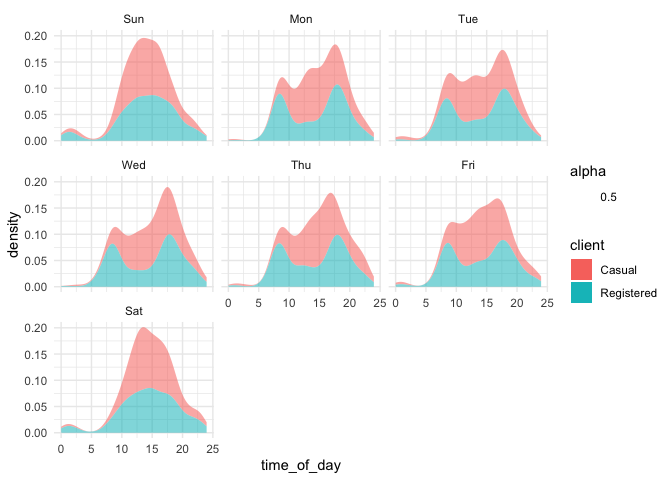 Sun Mon Tue
0.20
0.15
0.10
0.05
0.00
Wed Thu Fri
0.20
0.15
0.10
0.05
0.00
0 5 10 15 20 25 0 5 10 15 20 25
Sat
0.20
0.15
0.10
0.05
0.00
0 5 10 15 20 25
density
time_of_day
alpha
0.5
client
Casual
Registered